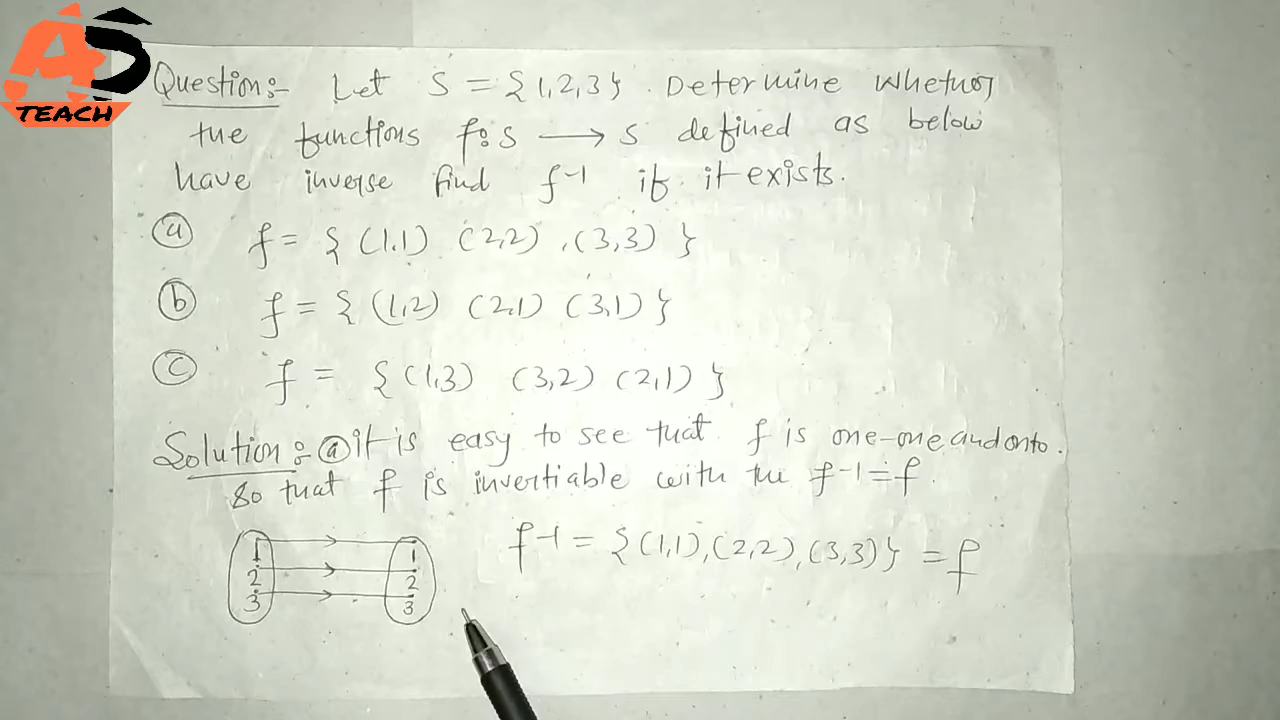 AS
TEACH
Question:- Let S = {1,2,3}. Determine whether
the functions f:S → S defined as below
have inverse find f-1 if it exists.
(a) f = { (1.1) (2,2) ,(3,3) }
(b) f = { (1,2) (2,1) (3,1) }
(c) f = { (1,3) (3,2) (2,1) }
Solution:- (a) it is easy to see that f is one-one and onto.
so that f is invertiable with the f-1 = f.
f-1 = {(1,1),(2,2),(3,3)} = f
1 1
2 2
3 3